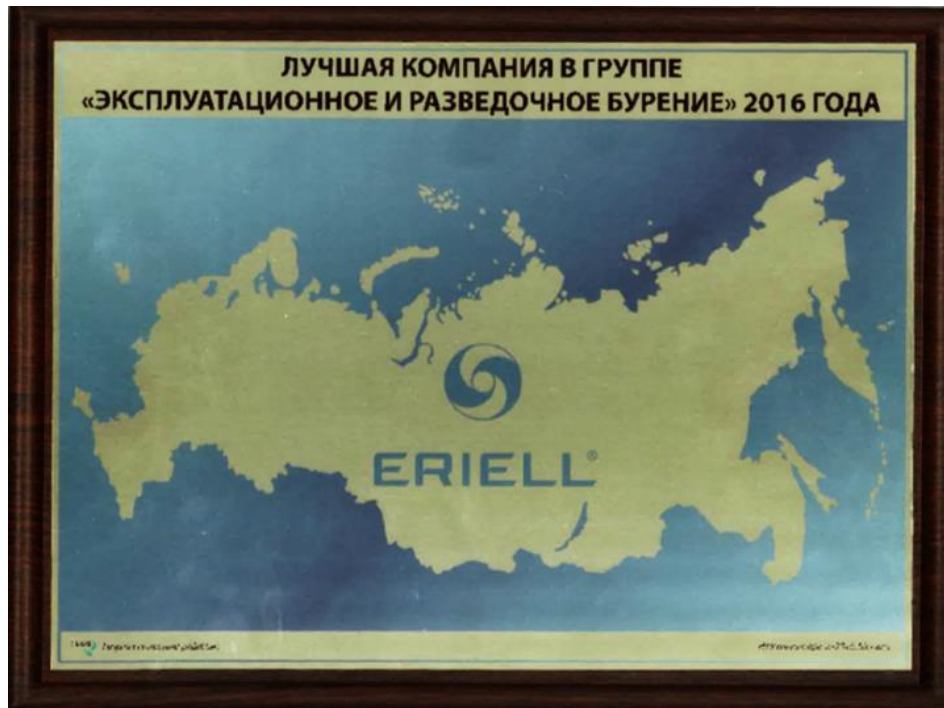 ЛУЧШАЯ КОМПАНИЯ В ГРУППЕ
«ЭКСПЛУАТАЦИОННОЕ И РАЗВЕДОЧНОЕ БУРЕНИЕ» 2016 ГОДА
ERIELL®